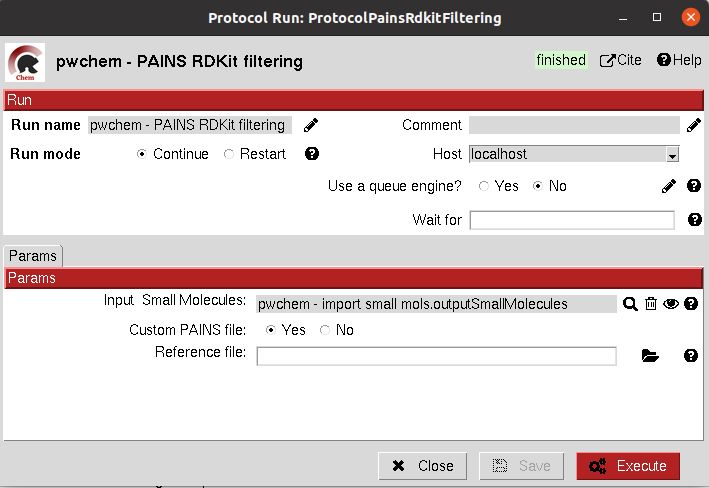 Protocol Run: ProtocolPainsRdkitFiltering
Chem
pwchem - PAINS RDKit filtering
finished
Cite
Help
Run
Run name pwchem - PAINS RDKit filtering Comment
Run mode Continue Restart Host localhost
Use a queue engine? Yes No
Wait for
Params
Params
Input Small Molecules: pwchem - import small mols.outputSmallMolecules
Custom PAINS file: Yes No
Reference file:
Close Save Execute